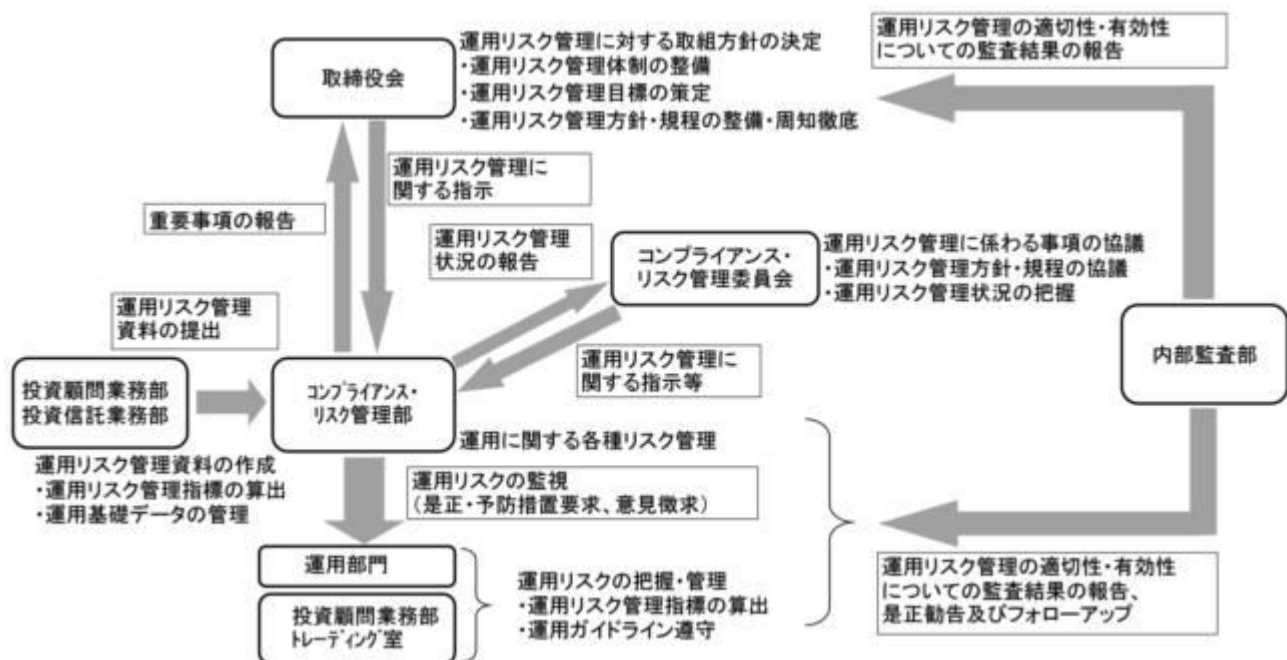 取締役会
運用リスク管理に対する取組方針の決定
・運用リスク管理体制の整備
・運用リスク管理目標の策定
・運用リスク管理方針・規程の整備・周知徹底
運用リスク管理の適切性・有効性
についての監査結果の報告
運用リスク管理に
関する指示
重要事項の報告
運用リスク管理
状況の報告
コンプライアンス・
リスク管理委員会
運用リスク管理に係わる事項の協議
・運用リスク管理方針・規程の協議
・運用リスク管理状況の把握
運用リスク管理
資料の提出
運用リスク管理に
関する指示等
内部監査部
投資顧問業務部
投資信託業務部
コンプライアンス・
リスク管理部
運用に関する各種リスク管理
運用リスク管理資料の作成
・運用リスク管理指標の算出
・運用基礎データの管理
運用リスクの監視
(是正・予防措置要求、意見徴求)
運用部門
投資顧問業務部
トレーディング室
運用リスクの把握・管理
・運用リスク管理指標の算出
・運用ガイドライン遵守
運用リスク管理の適切性・有効性
についての監査結果の報告、
是正勧告及びフォローアップ